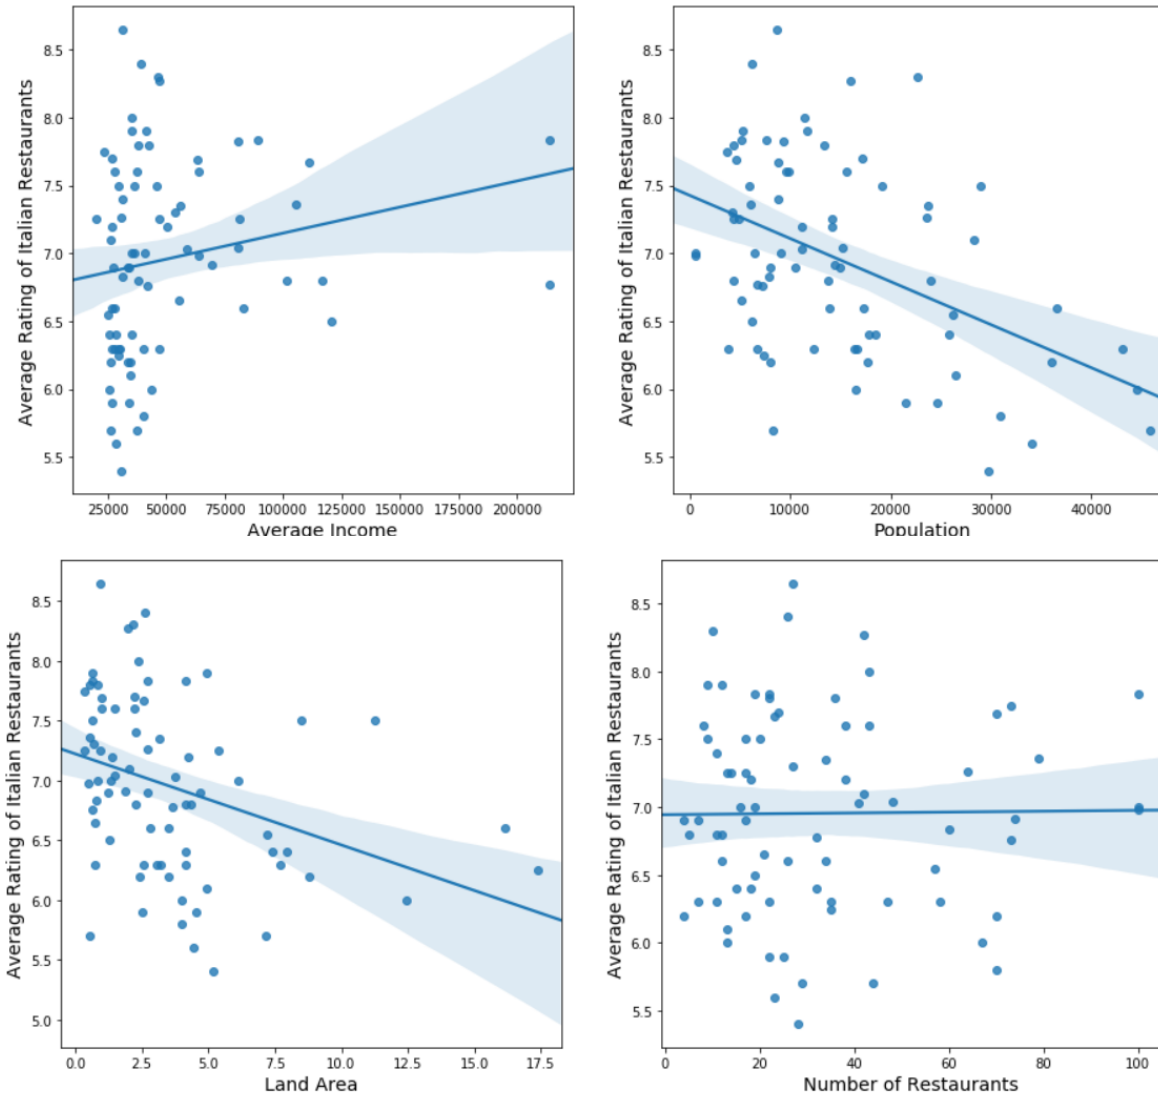 Average Rating of Italian Restaurants
8.5
8.0
7.5
7.0
6.5
6.0
5.5
25000 50000 75000 100000 125000 150000 175000 200000
Average Income
Average Rating of Italian Restaurants
8.5
8.0
7.5
7.0
6.5
6.0
5.5
0 10000 20000 30000 40000
Population
Average Rating of Italian Restaurants
8.5
8.0
7.5
7.0
6.5
6.0
5.5
5.0
0.0 2.5 5.0 7.5 10.0 12.5 15.0 17.5
Land Area
Average Rating of Italian Restaurants
8.5
8.0
7.5
7.0
6.5
6.0
5.5
0 20 40 60 80 100
Number of Restaurants